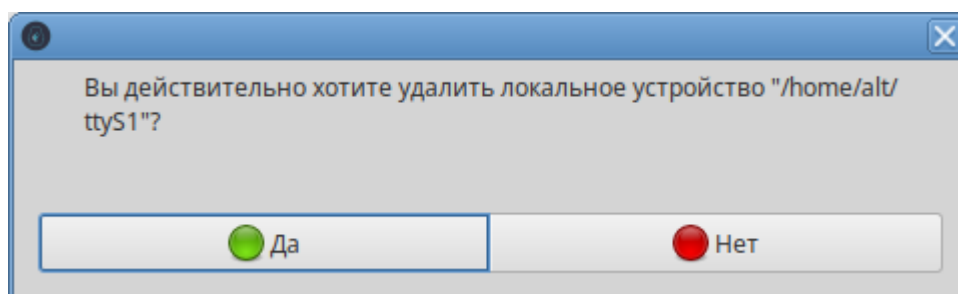 Вы действительно хотите удалить локальное устройство "/home/alt/
ttyS1"?
Да
Нет